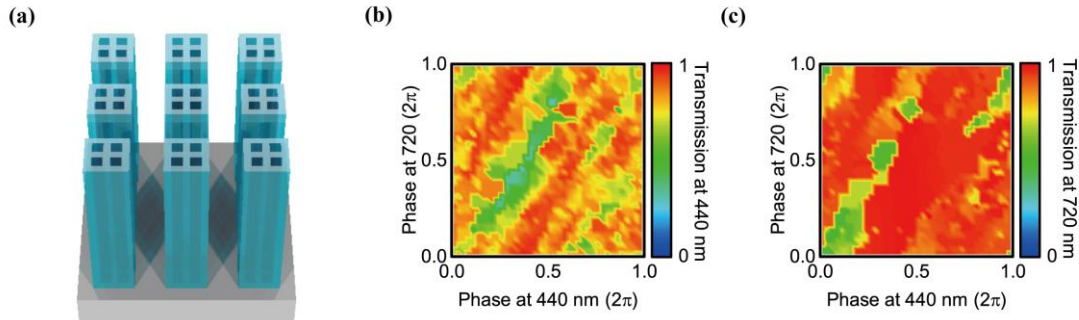 (a)
(b)
(c)
1.0
0.5
0.0
Phase at 720 (2π)
0.0
0.5
1.0
Phase at 440 nm (2π)
1
0
Transmission at 440 nm
1.0
0.5
0.0
Phase at 720 (2π)
0.0
0.5
1.0
Phase at 440 nm (2π)
1
0
Transmission at 720 nm